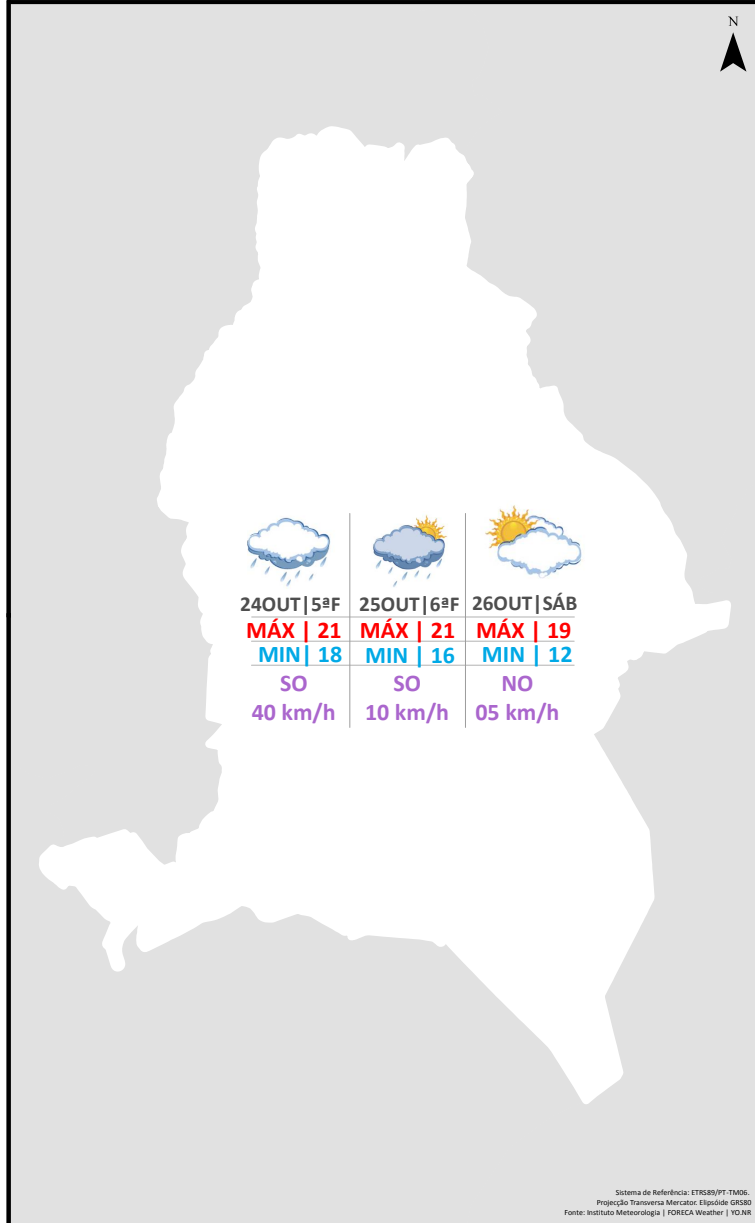 N
24OUT|5ªF 25OUT|6ªF 26OUT|SÁB
MÁX | 21 MÁX | 21 MÁX | 19
MIN | 18 MIN | 16 MIN | 12
SO SO NO
40 km/h 10 km/h 05 km/h
Sistema de Referência: ETRS89/PT-TM06.
Projecção Transversa Mercator. Elipsóide GRS80
Fonte: Instituto Meteorologia | FORECA Weather | YO.NR